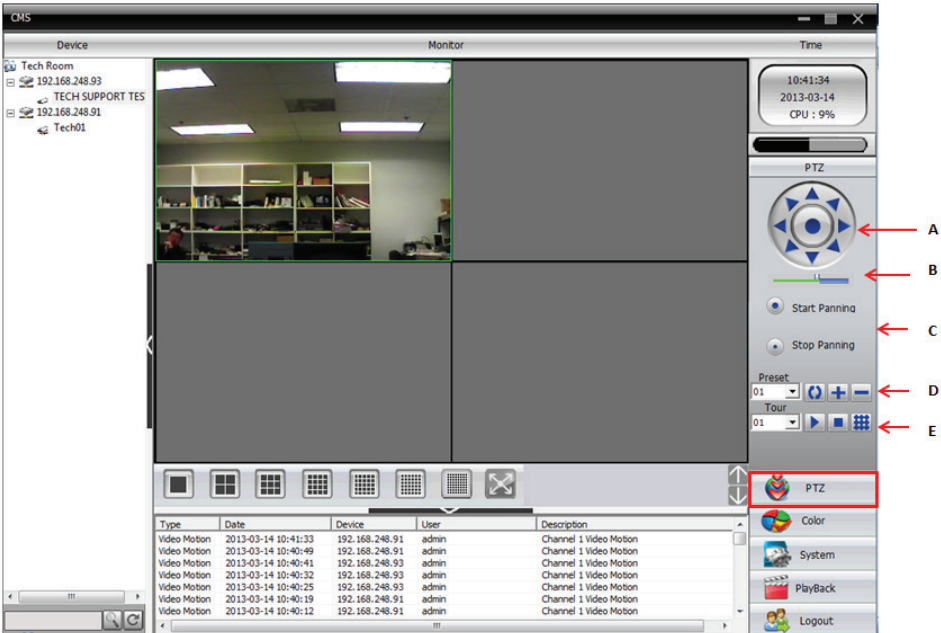 CMS
Device Monitor Time
Tech Room
192.168.248.93
TECH SUPPORT TES
192.168.248.91
Tech01
10:41:34
2013-03-14
CPU : 9%
PTZ
A
B
Start Panning
C
Stop Panning
Preset
01
D
Tour
01
E
PTZ
Color
System
PlayBack
Logout
Type Date Device User Description
Video Motion 2013-03-14 10:41:33 192.168.248.91 admin Channel 1 Video Motion
Video Motion 2013-03-14 10:40:49 192.168.248.91 admin Channel 1 Video Motion
Video Motion 2013-03-14 10:40:41 192.168.248.93 admin Channel 1 Video Motion
Video Motion 2013-03-14 10:40:32 192.168.248.93 admin Channel 1 Video Motion
Video Motion 2013-03-14 10:40:25 192.168.248.93 admin Channel 1 Video Motion
Video Motion 2013-03-14 10:40:19 192.168.248.91 admin Channel 1 Video Motion
Video Motion 2013-03-14 10:40:12 192.168.248.91 admin Channel 1 Video Motion